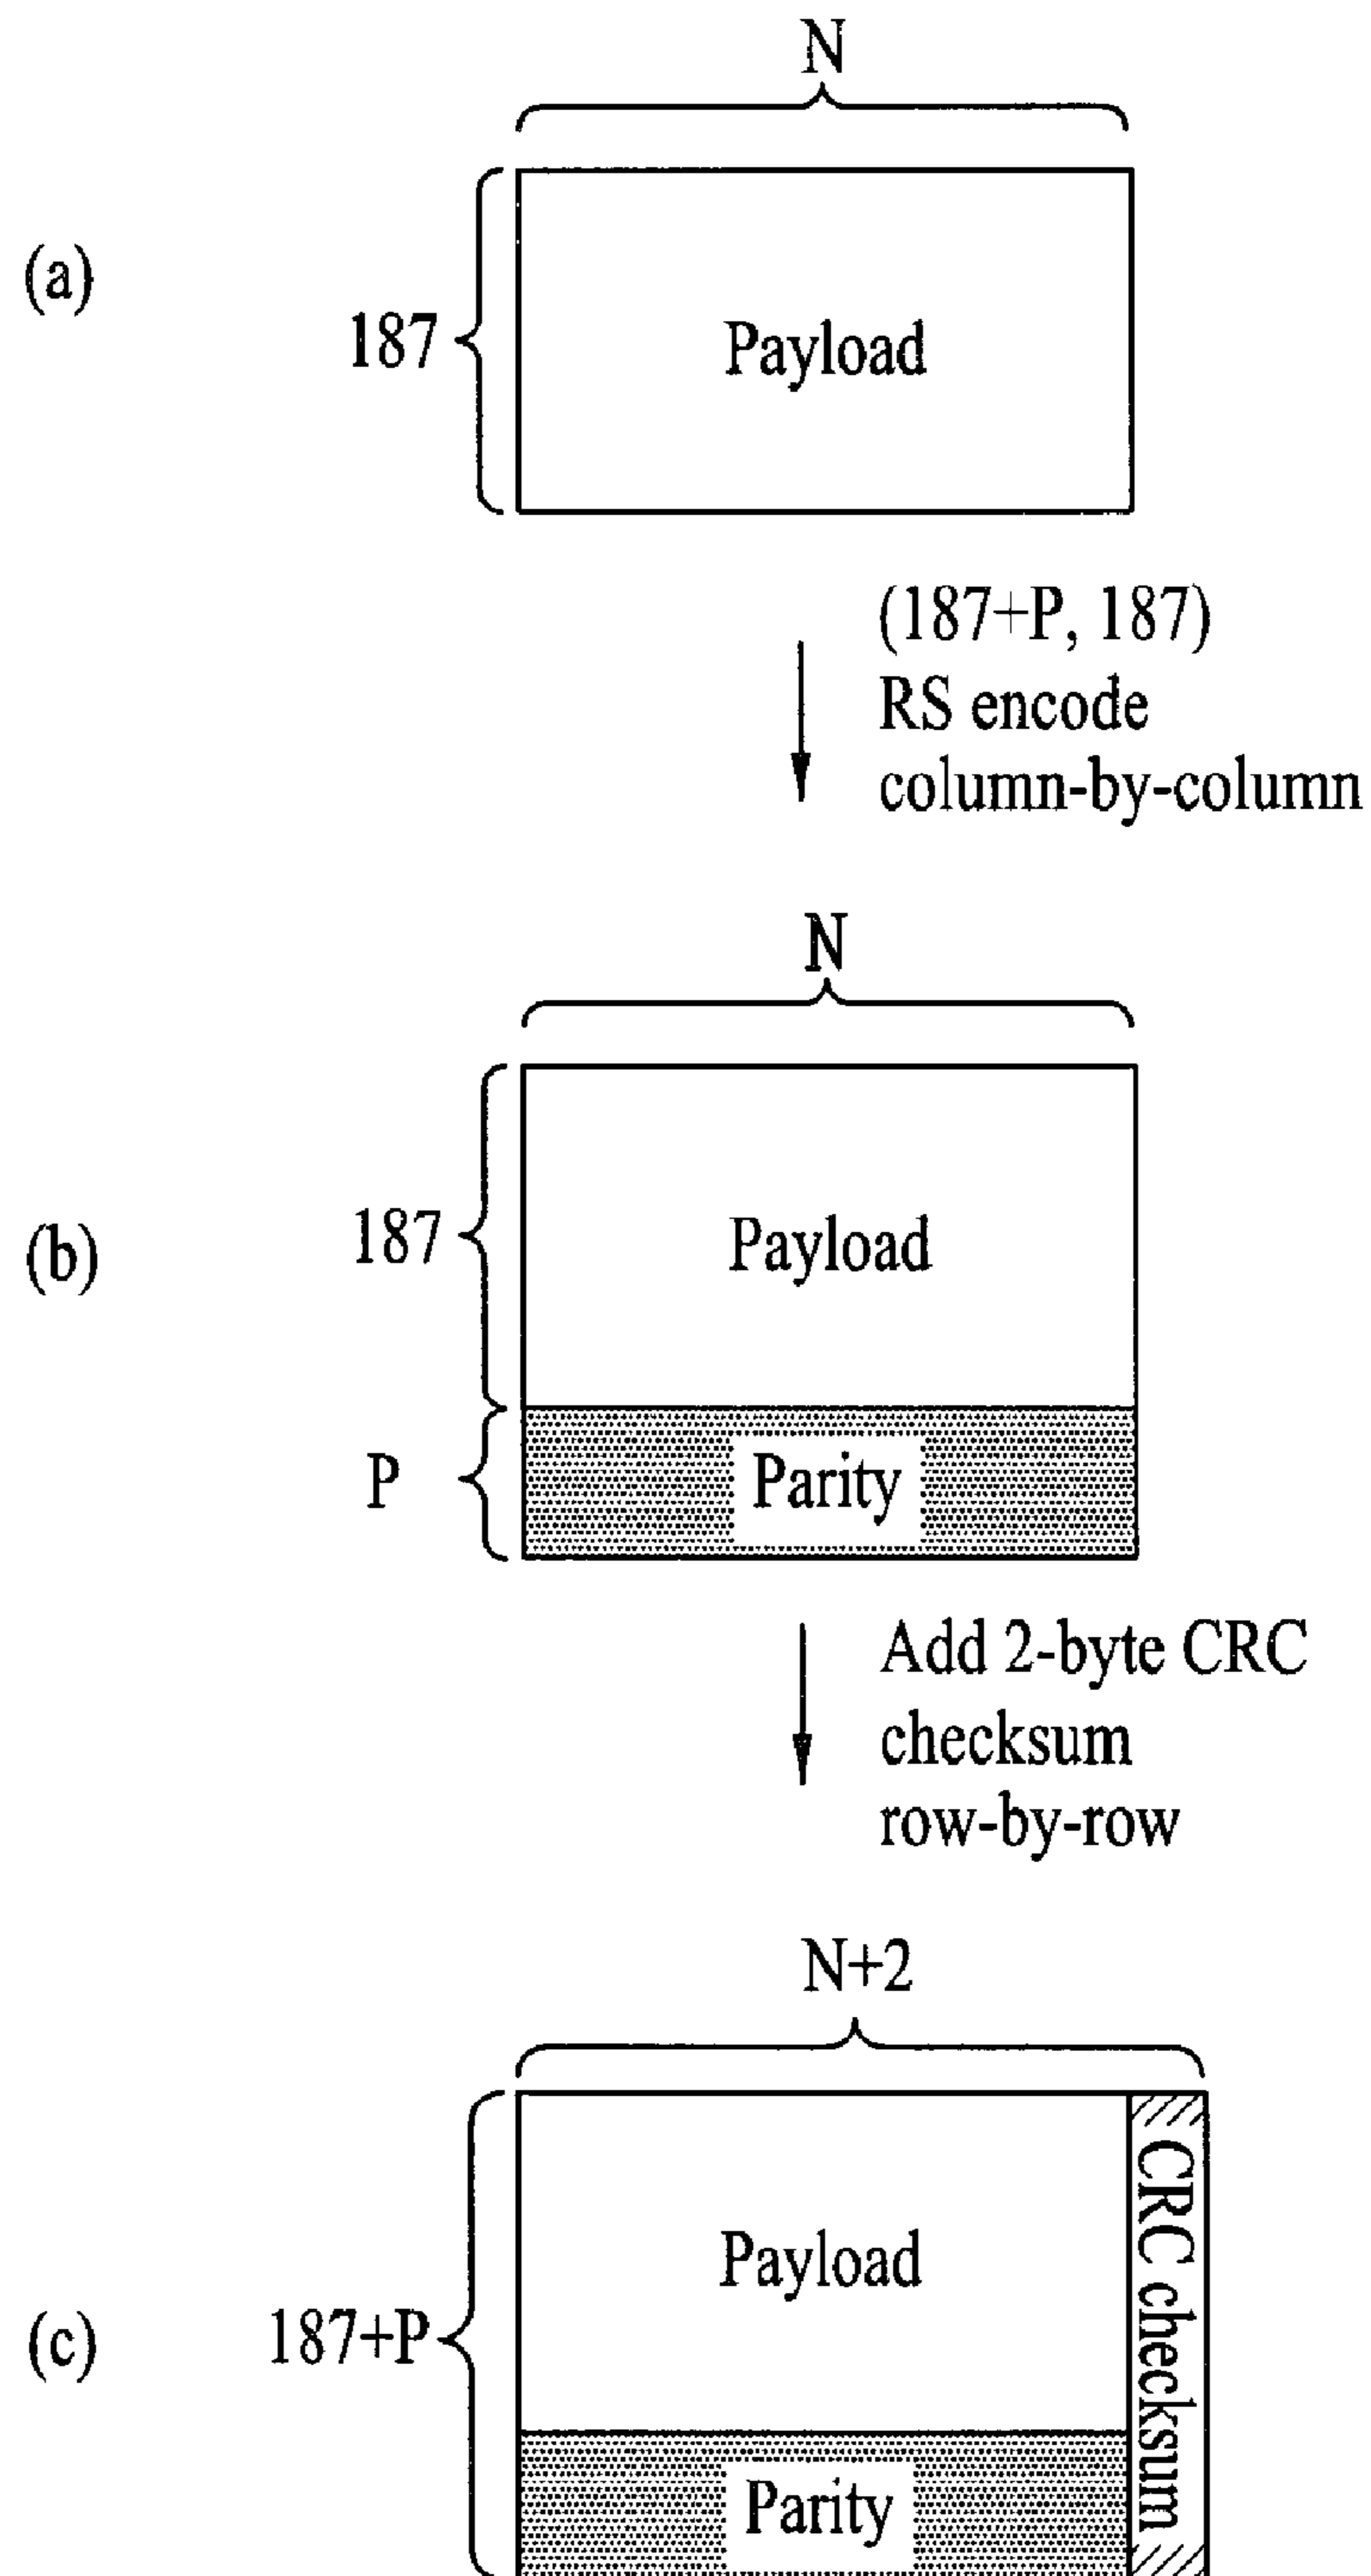 N
(a)
187
Payload
(187+P, 187)
RS encode
column-by-column
N
(b)
187
Payload
P
Parity
Add 2-byte CRC
checksum
row-by-row
N+2
(c)
187+P
Payload
CRC checksum
Parity